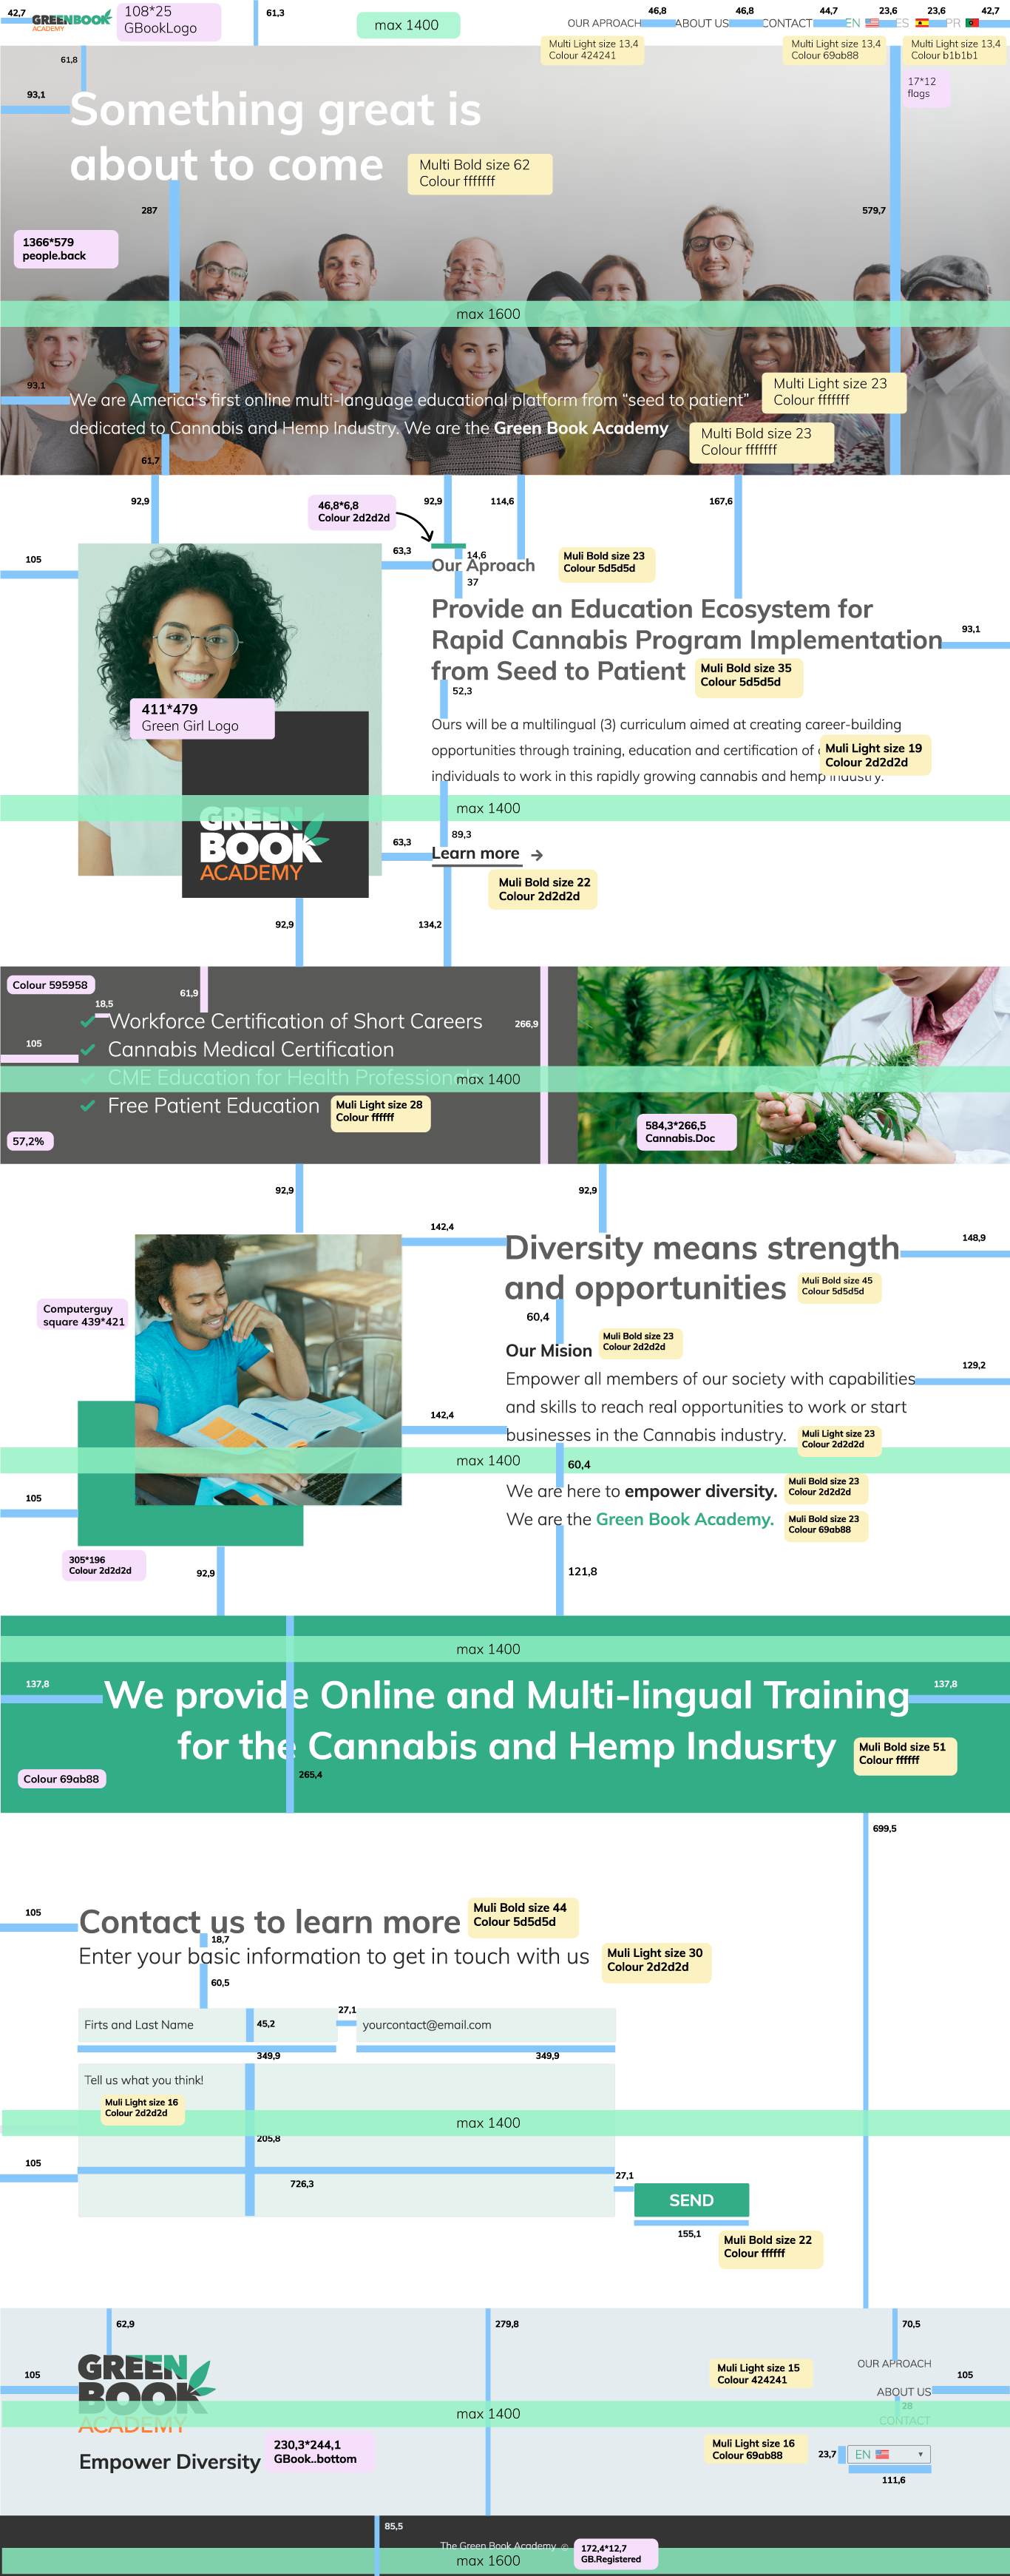 42,7
GREENBOOK
ACADEMY
108*25
GBookLogo
61,3
max 1400
OUR APROACH
46,8
ABOUT US
46,8
CONTACT
44,7
EN
23,6
ES
23,6
PR
42,7
Multi Light size 13,4
Colour 424241
Multi Light size 13,4
Colour 69ab88
Multi Light size 13,4
Colour b1b1b1
17*12
flags
61,8
93,1
Something great is
about to come
Multi Bold size 62
Colour fffffff
287
579,7
1366*579
people.back
max 1600
93,1
We are America's first online multi-language educational platform from “seed to patient”
dedicated to Cannabis and Hemp Industry. We are the Green Book Academy
Multi Light size 23
Colour fffffff
Multi Bold size 23
Colour fffffff
61,7
92,9
46,8*6,8
Colour 2d2d2d
92,9
114,6
167,6
105
63,3
14,6
Our Aproach
37
Muli Bold size 23
Colour 5d5d5d
Provide an Education Ecosystem for
Rapid Cannabis Program Implementation
from Seed to Patient
93,1
Muli Bold size 35
Colour 5d5d5d
52,3
411*479
Green Girl Logo
Ours will be a multilingual (3) curriculum aimed at creating career-building
opportunities through training, education and certification of
individuals to work in this rapidly growing cannabis and hemp industry.
Muli Light size 19
Colour 2d2d2d
max 1400
GREEN
BOOK
ACADEMY
63,3
89,3
Learn more →
Muli Bold size 22
Colour 2d2d2d
92,9
134,2
Colour 595958
61,9
18,5
105
266,9
Workforce Certification of Short Careers
Cannabis Medical Certification
CME Education for Health Professionals
max 1400
Free Patient Education
Muli Light size 28
Colour ffffff
57,2%
584,3*266,5
Cannabis.Doc
92,9
92,9
142,4
Diversity means strength
and opportunities
148,9
Muli Bold size 45
Colour 5d5d5d
Computerguy
square 439*421
60,4
Our Mision
Muli Bold size 23
Colour 2d2d2d
Empower all members of our society with capabilities
and skills to reach real opportunities to work or start
businesses in the Cannabis industry.
129,2
142,4
Muli Light size 23
Colour 2d2d2d
max 1400
60,4
We are here to empower diversity.
Muli Bold size 23
Colour 2d2d2d
We are the Green Book Academy.
Muli Bold size 23
Colour 69ab88
105
305*196
Colour 2d2d2d
92,9
121,8
max 1400
137,8
We provide Online and Multi-lingual Training
for the Cannabis and Hemp Indusrty
137,8
Muli Bold size 51
Colour ffffff
265,4
Colour 69ab88
699,5
105
Contact us to learn more
Muli Bold size 44
Colour 5d5d5d
18,7
Enter your basic information to get in touch with us
Muli Light size 30
Colour 2d2d2d
60,5
Firts and Last Name
45,2
27,1
yourcontact@email.com
349,9
349,9
Tell us what you think!
Muli Light size 16
Colour 2d2d2d
max 1400
205,8
105
726,3
27,1
SEND
155,1
Muli Bold size 22
Colour ffffff
62,9
279,8
70,5
105
GREEN
BOOK
ACADEMY
Muli Light size 15
Colour 424241
OUR APROACH
ABOUT US
105
28
CONTACT
max 1400
Empower Diversity
230,3*244,1
GBook..bottom
Muli Light size 16
Colour 69ab88
23,7
EN
111,6
85,5
The Green Book Academy ©
172,4*12,7
GB.Registered
max 1600